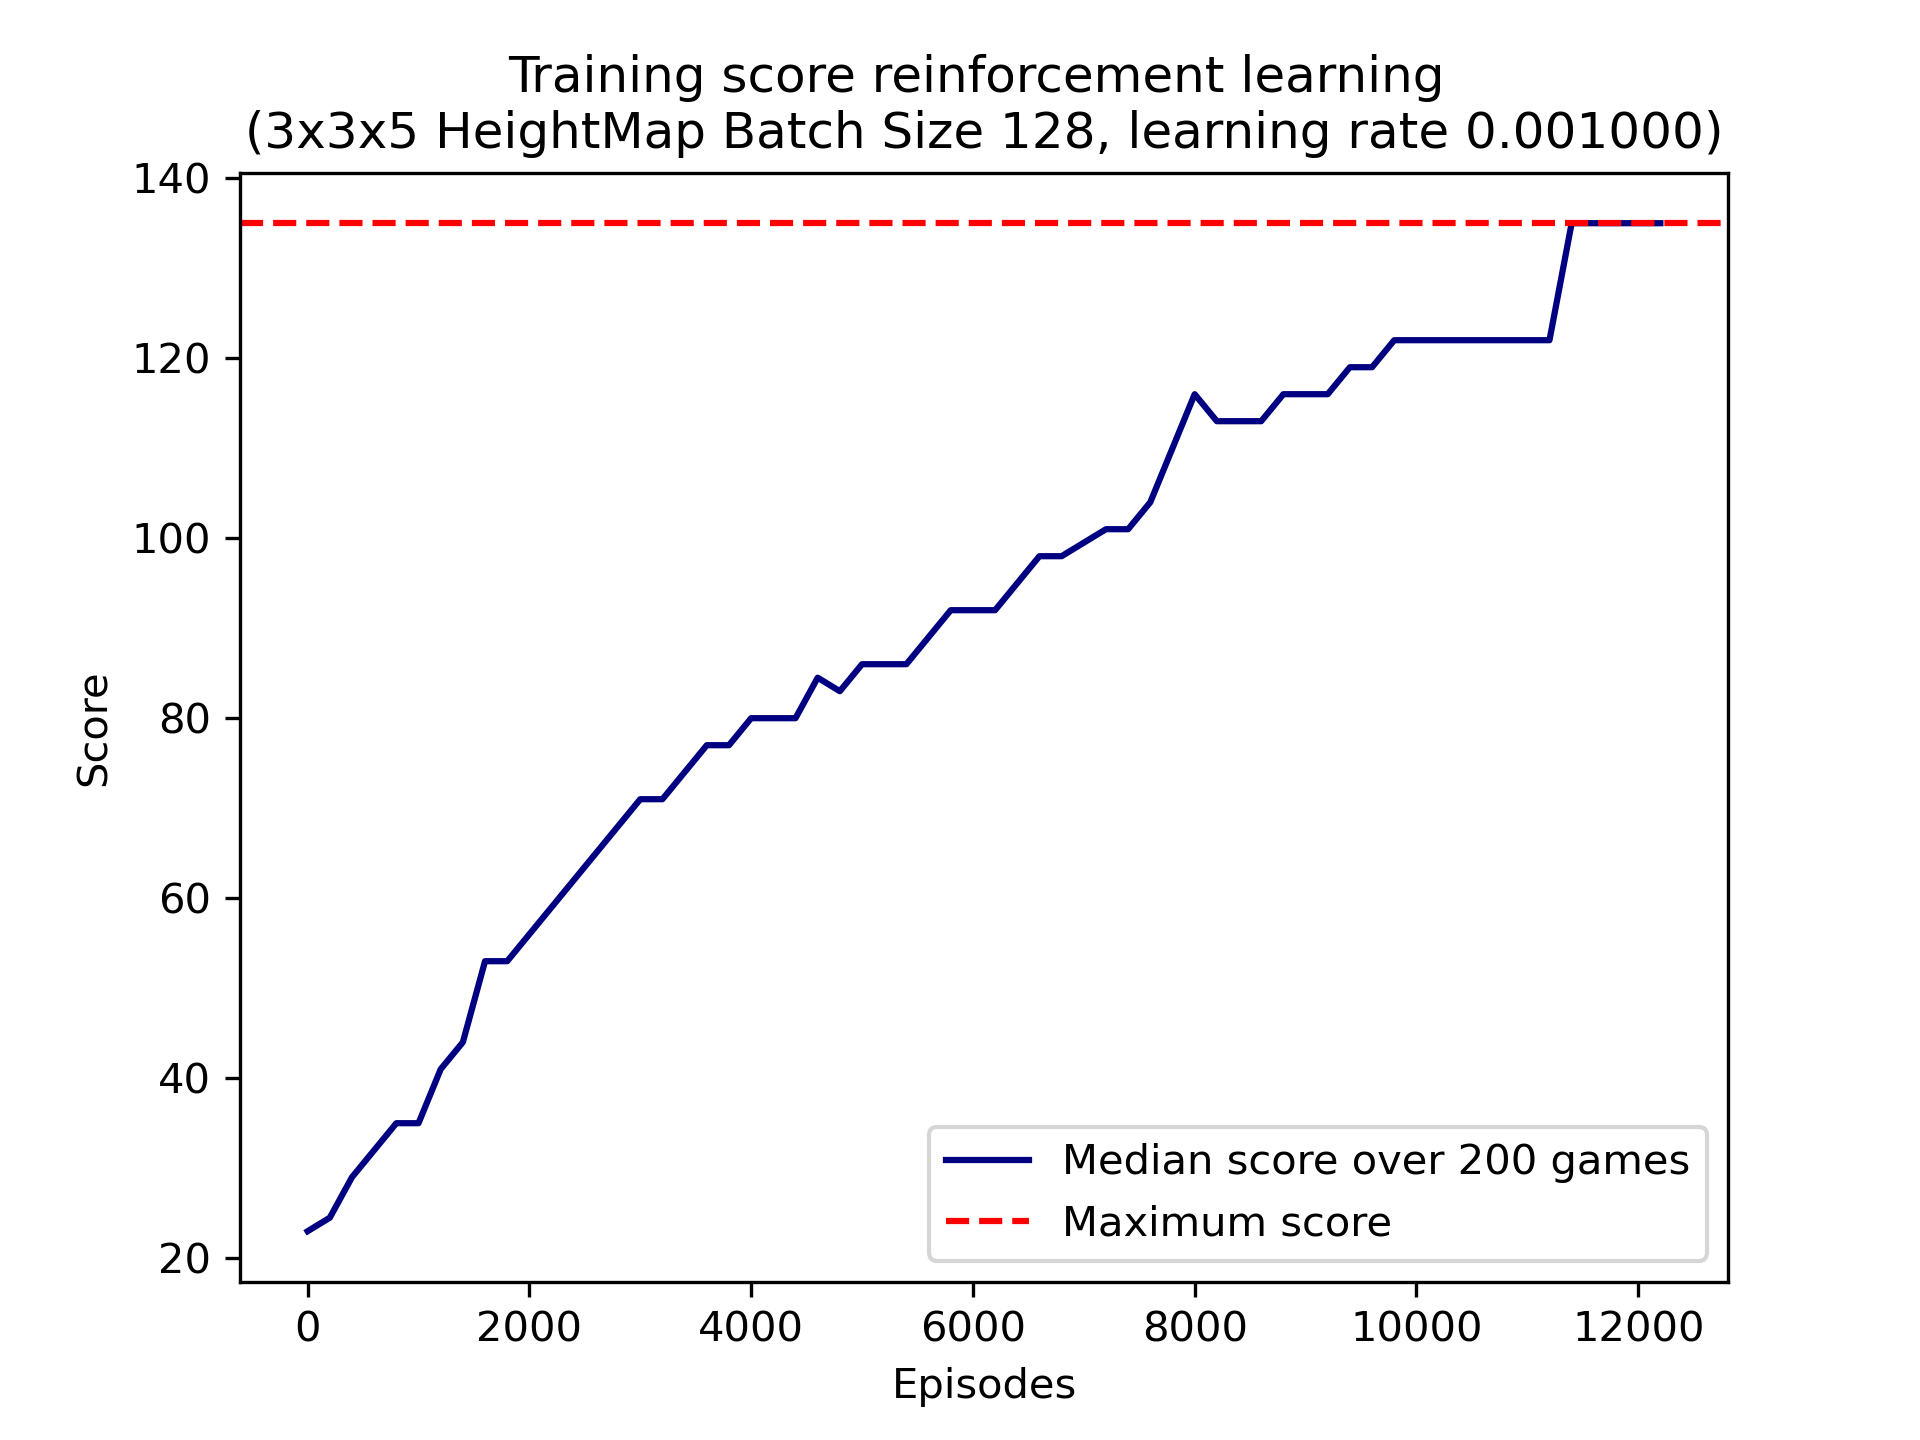 Training score reinforcement learning
(3x3x5 HeightMap Batch Size 128, learning rate 0.001000)
140
120
100
80
60
40
20
Score
Median score over 200 games
Maximum score
0 2000 4000 6000 8000 10000 12000
Episodes